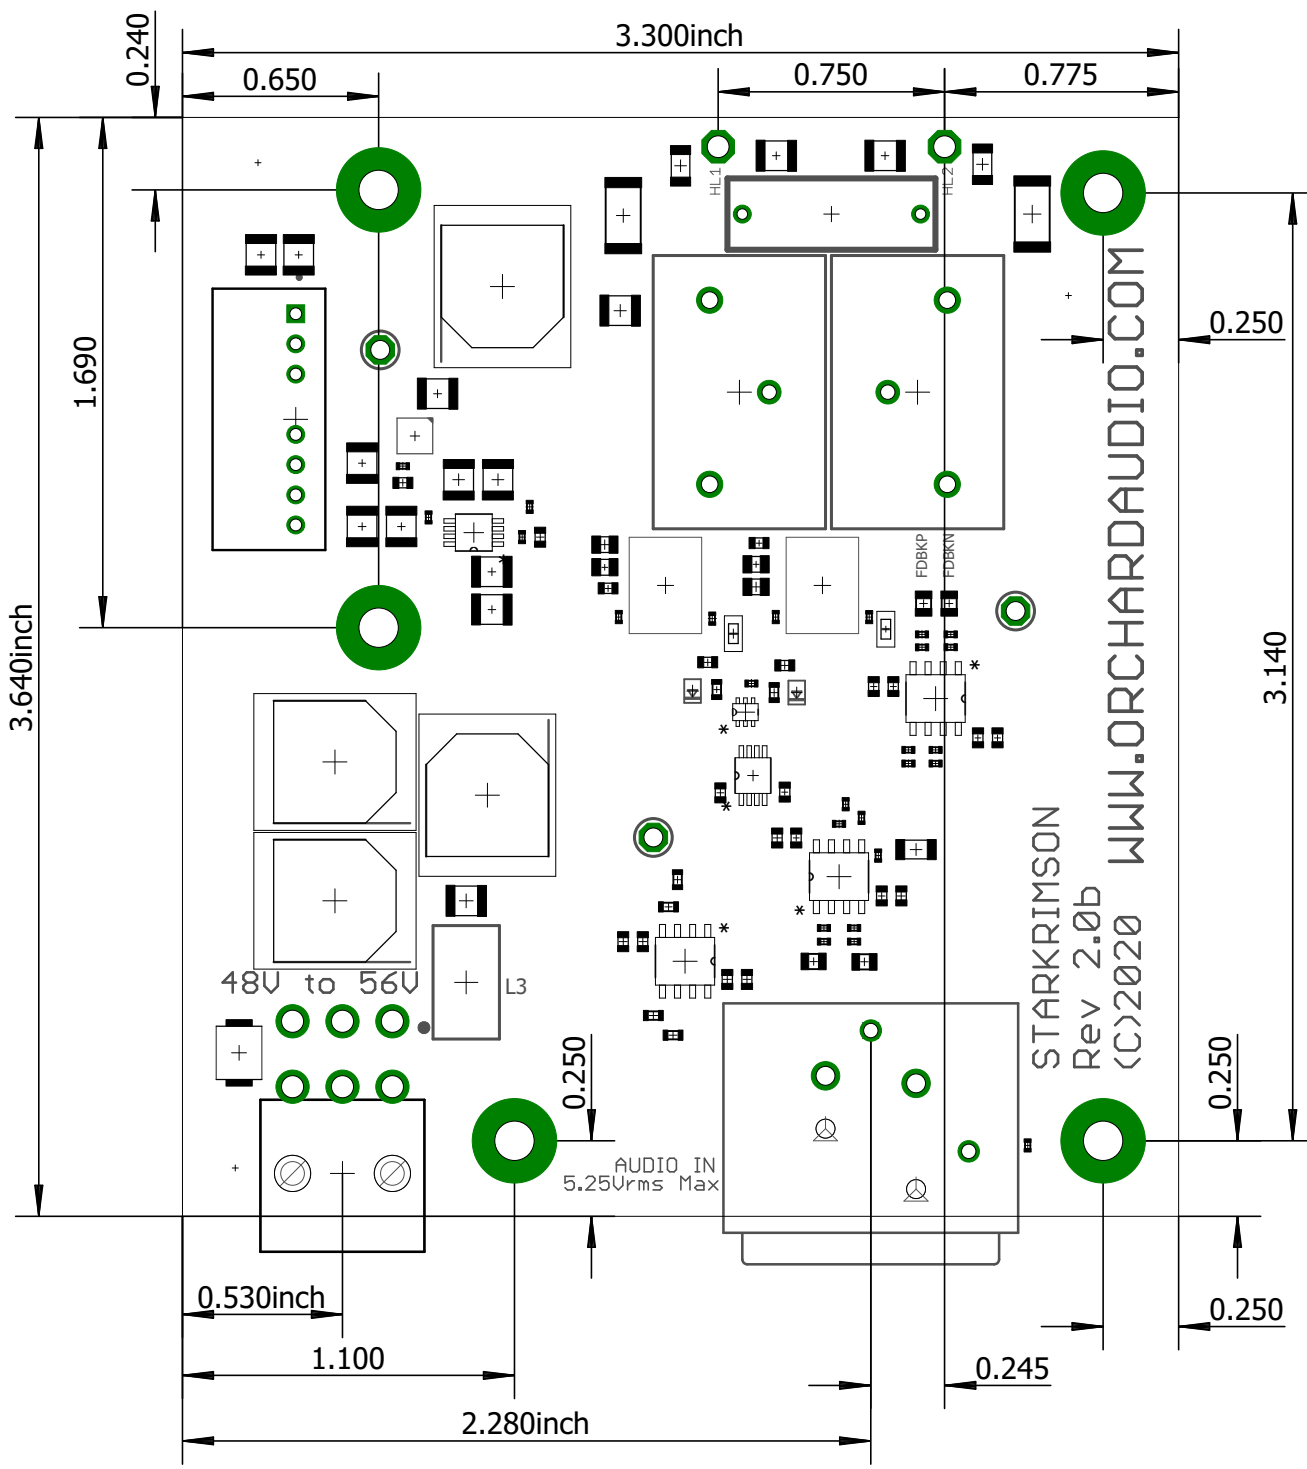 3.300inch
0.240
0.650
0.750
0.775
HL1
HL2
0.250
1.690
WWW.ORCHARDAUDIO.COM
FDBKP
FDBKN
3.640inch
3.140
STARKRIMSON
Rev 2.0b
(C)2020
48V to 56V
L3
0.250
0.250
AUDIO IN
5.25Vrms Max
0.530inch
0.250
1.100
0.245
2.280inch